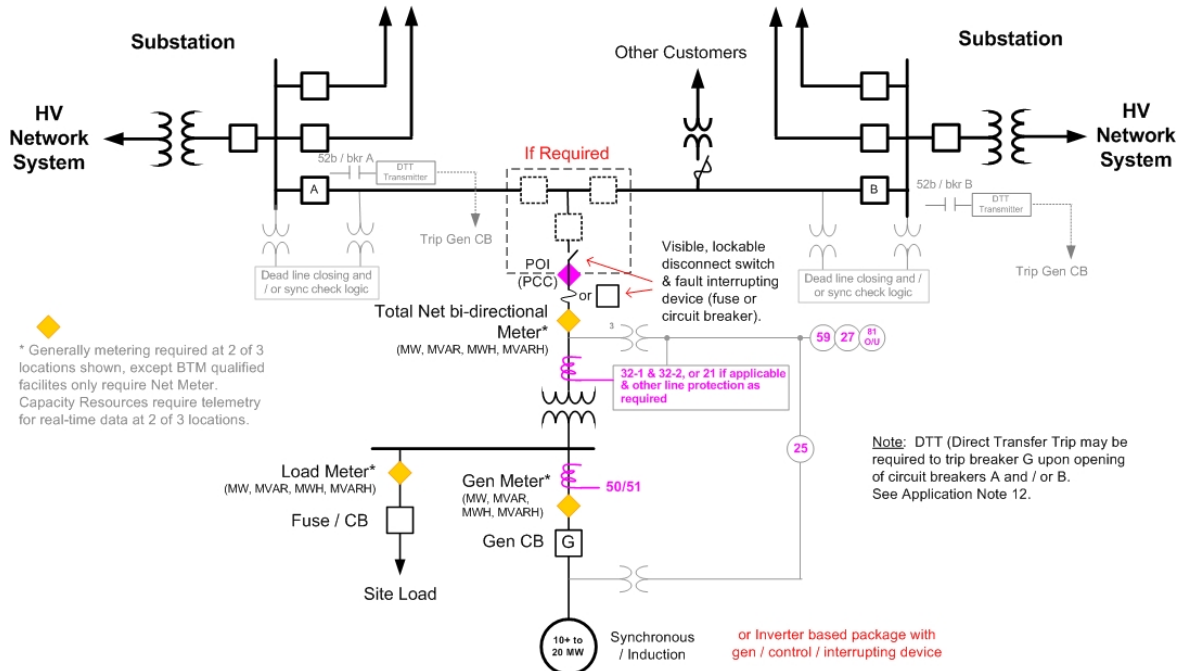 Substation
Substation
Other Customers
HV
Network
System
HV
Network
System
If Required
52b / bkr A
DTT
Transmitter
A
B
52b / bkr B
DTT
Transmitter
Trip Gen CB
Trip Gen CB
Dead line closing and
/ or sync check logic
Dead line closing and /
or sync check logic
POI
(PCC)
or
Visible, lockable
disconnect switch
& fault interrupting
device (fuse or
circuit breaker).
Total Net bi-directional
Meter*
(MW, MVAR, MWH, MVARH)
3
59
27
81
O/U
* Generally metering required at 2 of 3
locations shown, except BTM qualified
facilites only require Net Meter.
Capacity Resources require telemetry
for real-time data at 2 of 3 locations.
32-1 & 32-2, or 21 if applicable
& other line protection as
required
25
Note: DTT (Direct Transfer Trip may be
required to trip breaker G upon opening
of circuit breakers A and / or B.
See Application Note 12.
Load Meter*
(MW, MVAR, MWH, MVARH)
Gen Meter*
(MW, MVAR,
MWH, MVARH)
50/51
Fuse / CB
Gen CB
G
Site Load
10+ to
20 MW
Synchronous
/ Induction
or Inverter based package with
gen / control / interrupting device